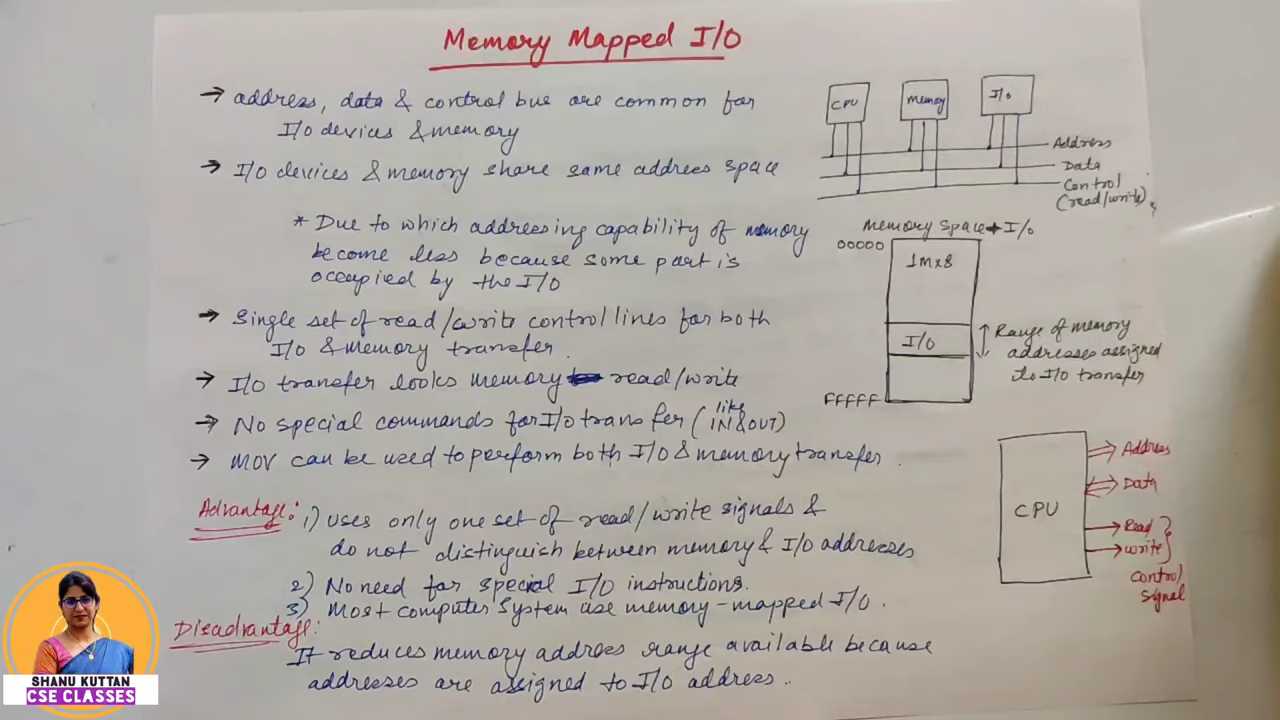 Memory Mapped I/O
→ address, data & control bus are common for
I/o devices & memory
→ I/o devices & memory share same address space
* Due to which addressing capability of memory
become less because some part is
occupied by the I/O
→ Single set of read/write control lines for both
I/o & memory transfer.
→ I/O transfer looks memory read/write
→ No special commands for I/o transfer (like IN & OUT)
→ MOV can be used to perform both I/O & memory transfer.
Advantage:
1) Uses only one set of read/write signals &
do not distinguish between memory & I/O addresses
2) No need for special I/O instructions.
3) Most computer system use memory-mapped I/O.
Disadvantage:
It reduces memory address range available because
addresses are assigned to I/O address..
CPU
Memory
I/o
Address
Data
Control
(read/write)
Memory Space + I/o
00000
1M×8
I/O
Range of memory
addresses assigned
to I/O transfer
FFFFF
CPU
Address
Data
Read
Write
Control
Signal
SHANU KUTTAN
CSE CLASSES